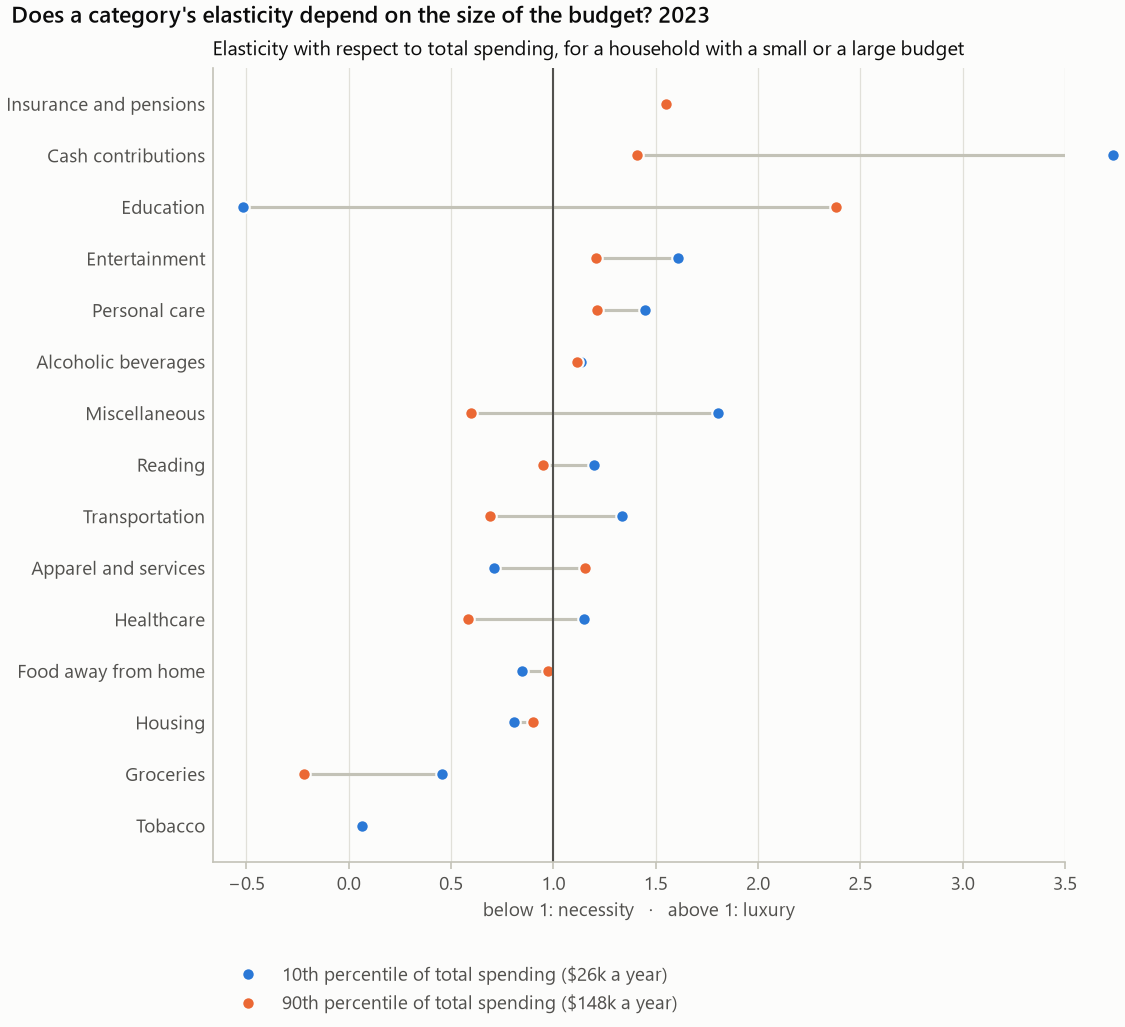 Does a category's elasticity depend on the size of the budget? 2023
Elasticity with respect to total spending, for a household with a small or a large budget
Insurance and pensions
Cash contributions
Education
Entertainment
Personal care
Alcoholic beverages
Miscellaneous
Reading
Transportation
Apparel and services
Healthcare
Food away from home
Housing
Groceries
Tobacco
−0.5 0.0 0.5 1.0 1.5 2.0 2.5 3.0 3.5
below 1: necessity · above 1: luxury
10th percentile of total spending ($26k a year)
90th percentile of total spending ($148k a year)